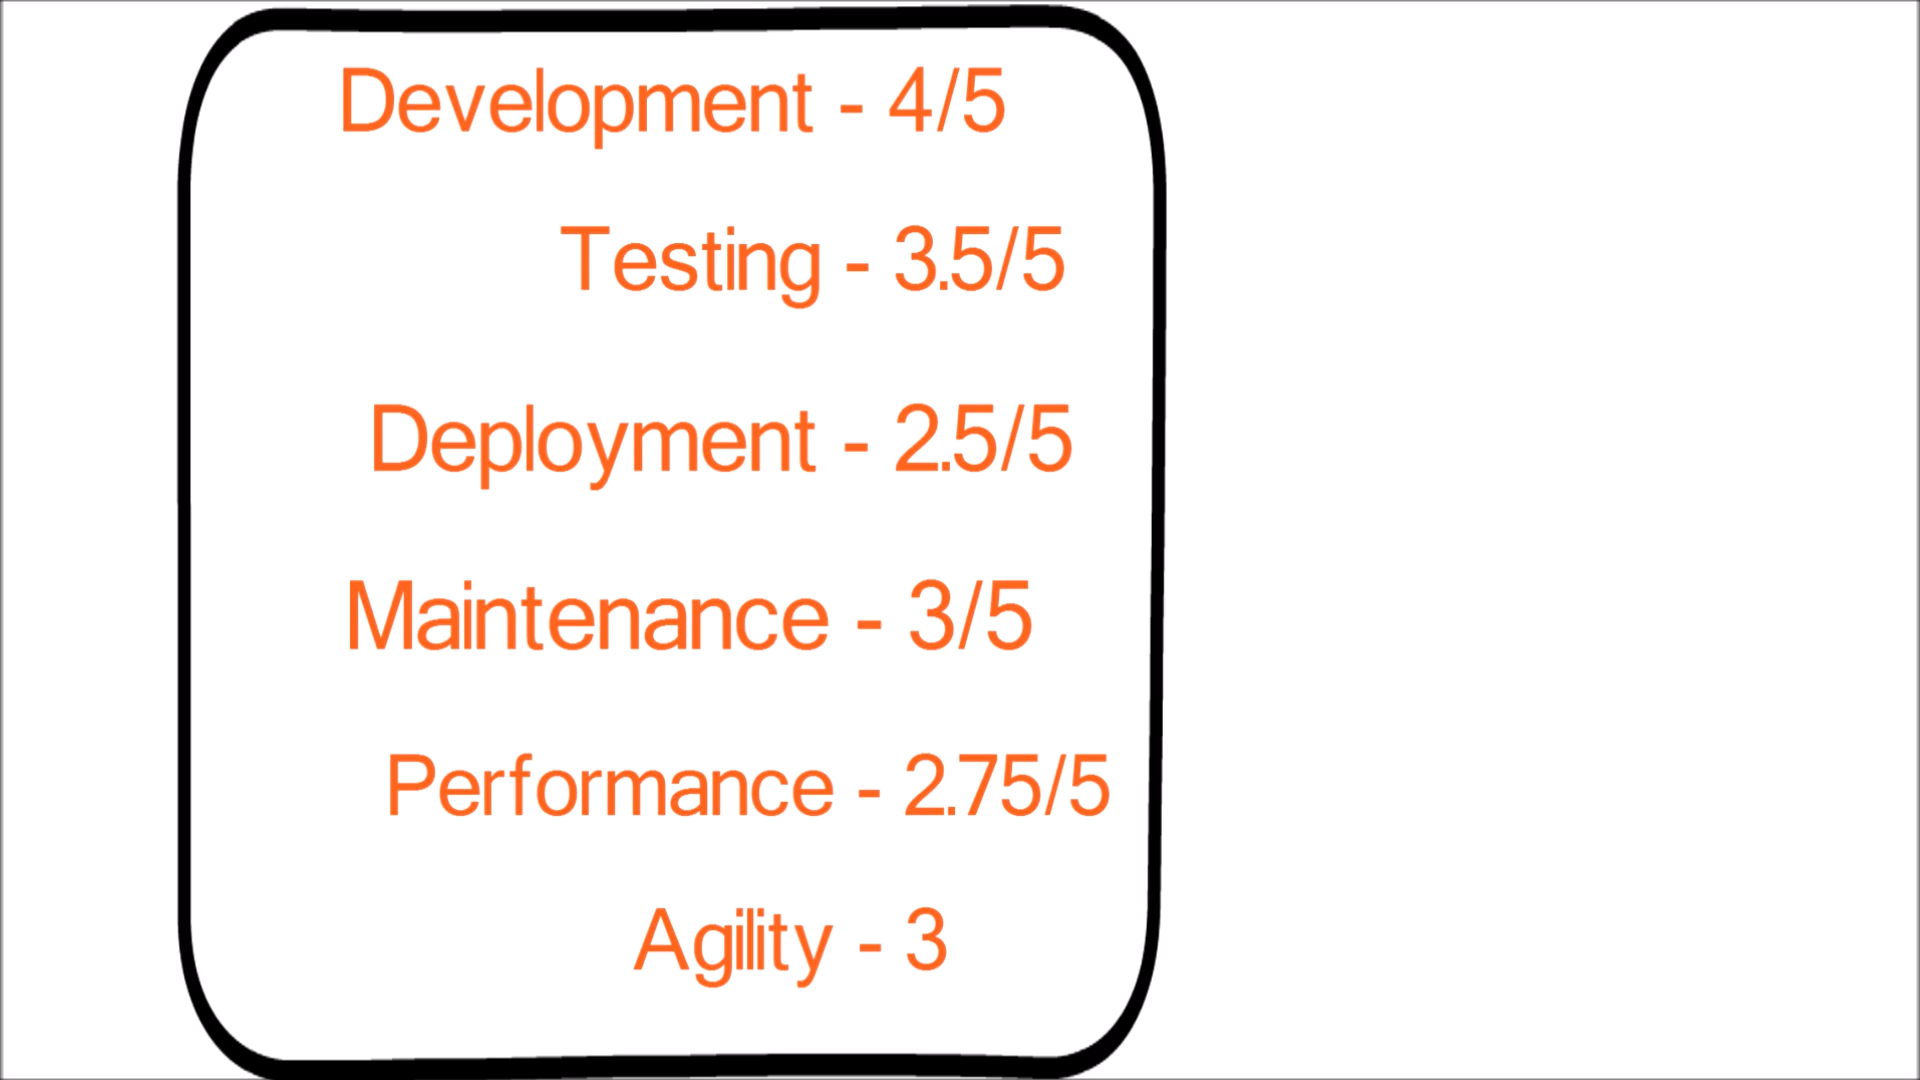 Development - 4/5
Testing - 3.5/5
Deployment - 2.5/5
Maintenance - 3/5
Performance - 2.75/5
Agility - 3